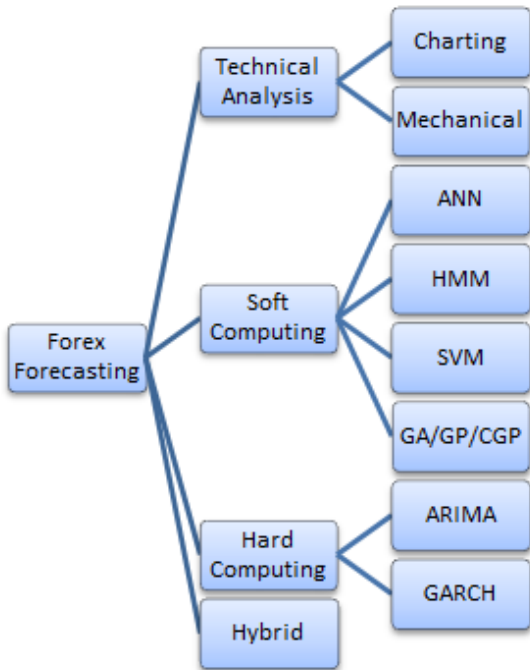 Forex
Forecasting
Technical
Analysis
Charting
Mechanical
Soft
Computing
ANN
HMM
SVM
GA/GP/CGP
Hard
Computing
ARIMA
GARCH
Hybrid